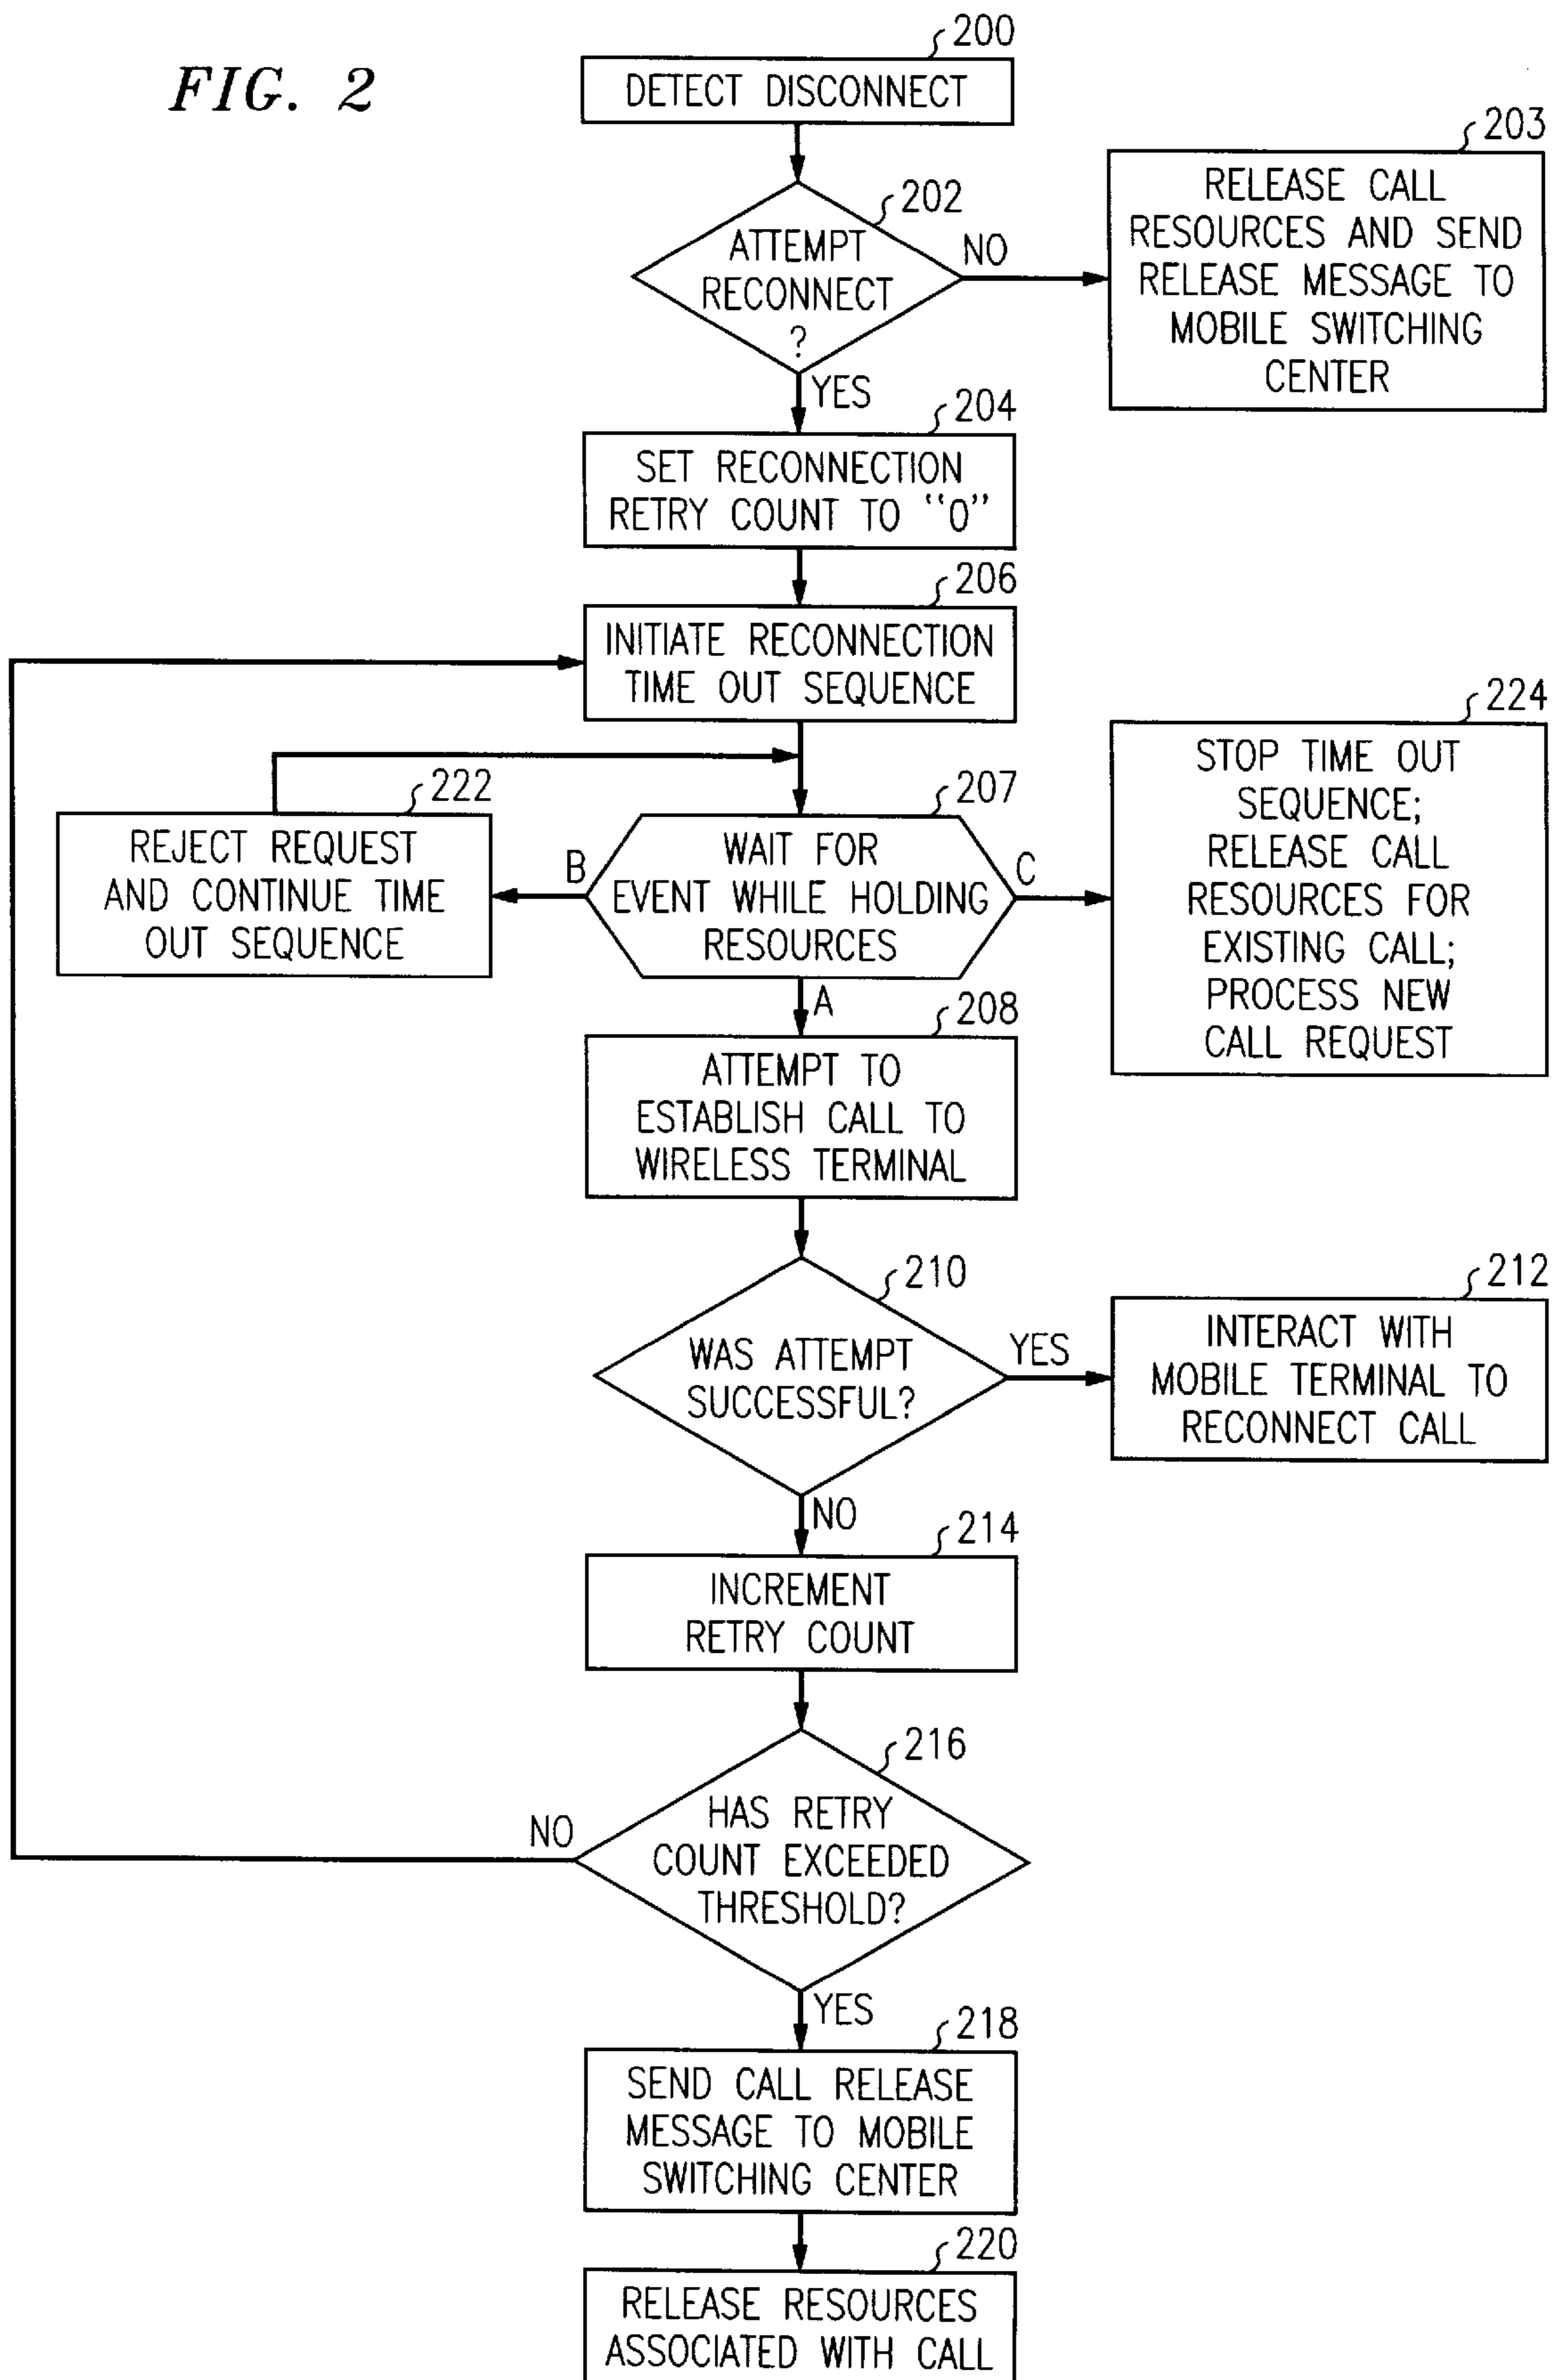 FIG. 2
200
DETECT DISCONNECT
202
ATTEMPT
RECONNECT
?
NO
203
RELEASE CALL
RESOURCES AND SEND
RELEASE MESSAGE TO
MOBILE SWITCHING
CENTER
YES
204
SET RECONNECTION
RETRY COUNT TO “0”
206
INITIATE RECONNECTION
TIME OUT SEQUENCE
207
WAIT FOR
EVENT WHILE HOLDING
RESOURCES
B
222
REJECT REQUEST
AND CONTINUE TIME
OUT SEQUENCE
C
224
STOP TIME OUT
SEQUENCE;
RELEASE CALL
RESOURCES FOR
EXISTING CALL;
PROCESS NEW
CALL REQUEST
A
208
ATTEMPT TO
ESTABLISH CALL TO
WIRELESS TERMINAL
210
WAS ATTEMPT
SUCCESSFUL?
YES
212
INTERACT WITH
MOBILE TERMINAL TO
RECONNECT CALL
NO
214
INCREMENT
RETRY COUNT
216
HAS RETRY
COUNT EXCEEDED
THRESHOLD?
NO
YES
218
SEND CALL RELEASE
MESSAGE TO MOBILE
SWITCHING CENTER
220
RELEASE RESOURCES
ASSOCIATED WITH CALL